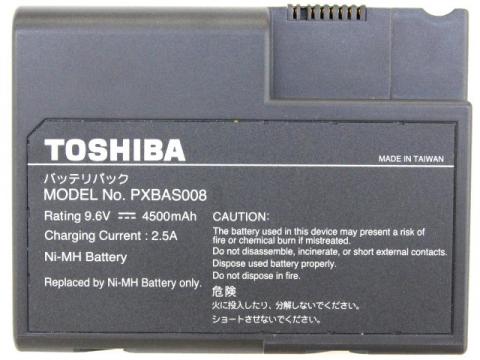 TOSHIBA
MADE IN TAIWAN
バッテリパック
MODEL No. PXBAS008
Rating 9.6V ⎓ 4500mAh
Charging Current : 2.5A
Ni-MH Battery
Replaced by Ni-MH Battery only.
CAUTION:
The battery used in this device may present a risk of
fire or chemical burn if mistreated.
Do not disassemble, incinerate, or short external contacts.
Dispose used battery properly.
Do not dispose in fire.
危険
火に投入したり、分解しないでください。
ショートさせないでください。